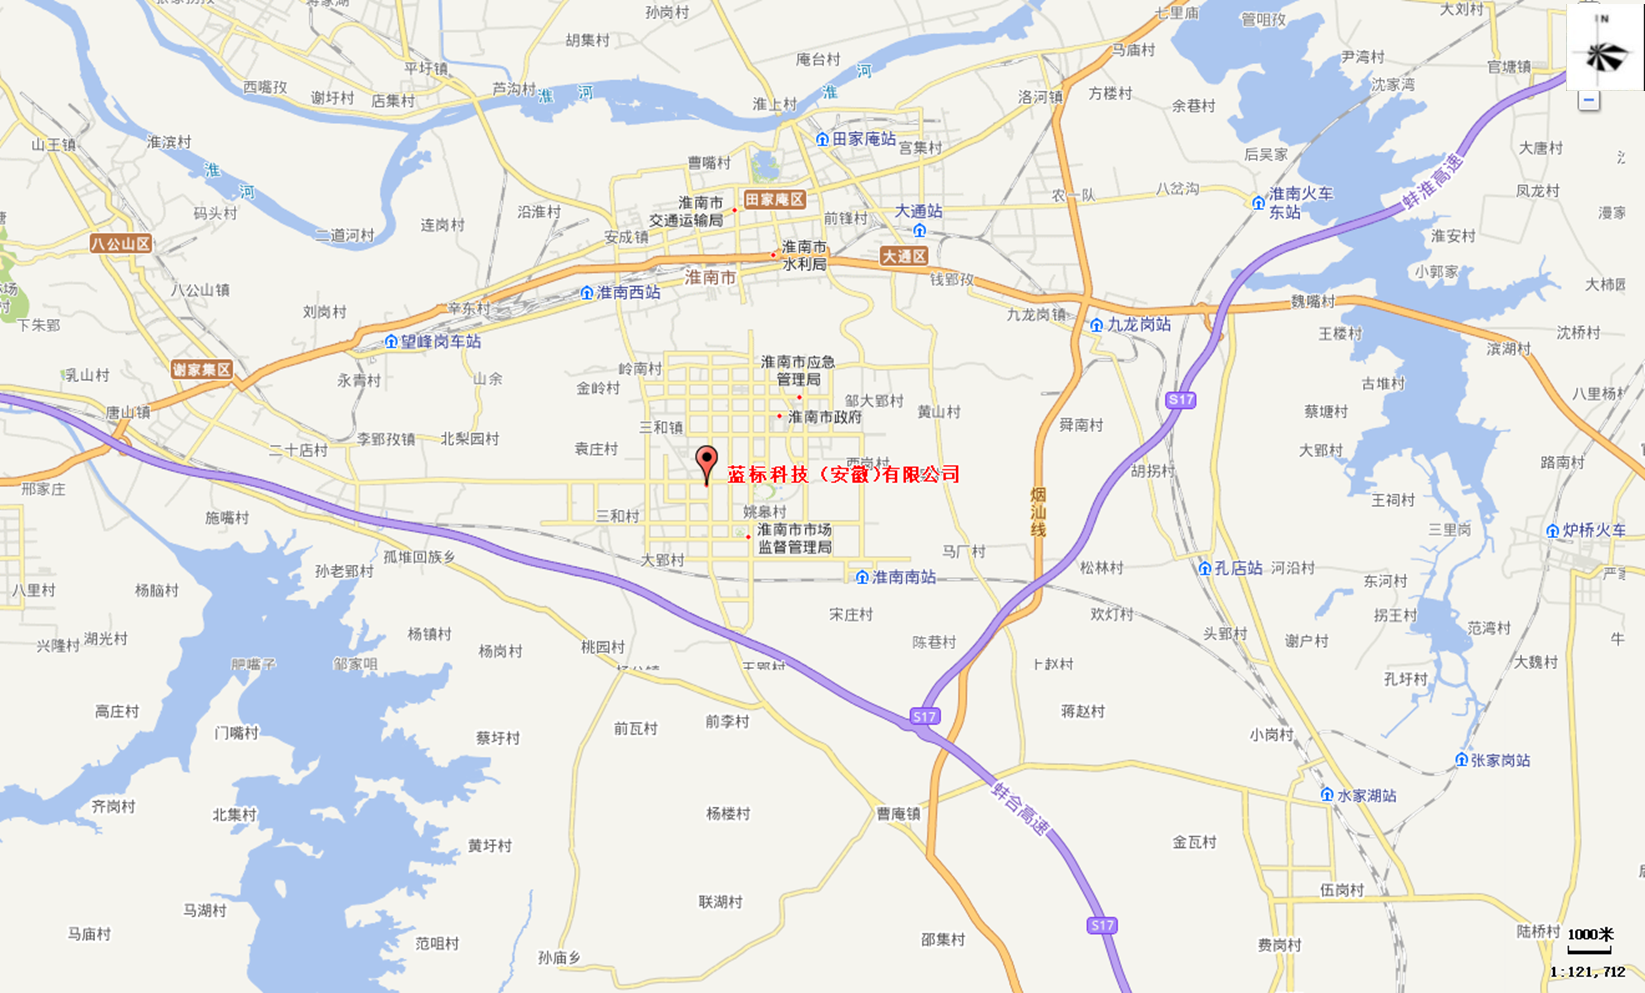 孙岗村
大刘村
七里庙
管咀孜
胡集村
马庙村
尹湾村
N
庵台村
官塘镇
平圩镇
河
沈家湾
西嘴孜
谢圩村
店集村
芦沟村
淮
河
淮
淮上村
洛河镇
方楼村
余巷村
山王镇
淮滨村
田家庵站
宫集村
大唐村
后吴家
曹嘴村
淮
河
蚌淮高速
农一队
八岔沟
淮南火车
东站
凤龙村
田家庵区
淮南市
交通运输局
码头村
连岗村
沿淮村
前锋村
大通站
漫家
二道河村
安成镇
八公山区
淮南市
水利局
大通区
淮安村
淮南市
钱郢孜
小郭家
大柿园
八公山镇
淮南西站
刘岗村
辛东村
魏嘴村
九龙岗镇
九龙岗站
下朱郢
望峰岗车站
王楼村
沈桥村
滨湖村
谢家集区
岭南村
淮南市应急
管理局
乳山村
永青村
山余
金岭村
古堆村
八里杨村
邹大郢村
S17
唐山镇
黄山村
淮南市政府
蔡塘村
三和镇
舜南村
李郢孜镇
北梨园村
二十店村
袁庄村
大郢村
西岗村
路南村
胡拐村
蓝标科技（安徽)有限公司
邢家庄
烟汕线
王祠村
施嘴村
三和村
姚皋村
三里岗
炉桥火车
淮南市市场
监督管理局
孤堆回族乡
马厂村
大郢村
孙老郢村
淮南南站
松林村
孔店站
河沿村
东河村
八里村
杨脑村
宋庄村
欢灯村
拐王村
范湾村
杨镇村
头郢村
谢户村
湖光村
兴隆村
陈巷村
桃园村
杨岗村
肥嘴子
邹家咀
王郢村
上赵村
大魏村
孔圩村
高庄村
蒋赵村
S17
前李村
前瓦村
门嘴村
蔡圩村
小岗村
张家岗站
蚌合高速
水家湖站
齐岗村
北集村
杨楼村
曹庵镇
黄圩村
金瓦村
伍岗村
联湖村
马湖村
S17
马庙村
范咀村
邵集村
费岗村
陆桥村
1000米
孙庙乡
1:121,712